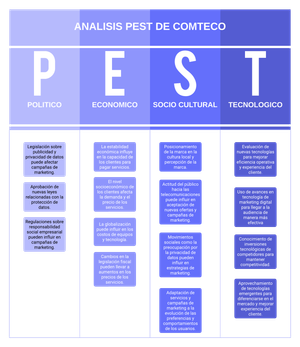 ANALISIS PEST DE COMTECO
P
E
S
T
POLITICO
ECONOMICO
SOCIO CULTURAL
TECNOLOGICO
Legislación sobre
publicidad y
privacidad de datos
puede afectar
campañas de
marketing.
Aprobación de
nuevas leyes
relacionadas con la
protección de
datos.
Regulaciones sobre
responsabilidad
social empresarial
pueden influir en
campañas de
marketing.
La estabilidad
económica influye
en la capacidad de
los clientes para
pagar servicios.
El nivel
socioeconómico de
los clientes afecta
la demanda y el
precio de los
servicios.
La globalización
puede influir en los
costos de equipos
y tecnología.
Cambios en la
legislación fiscal
pueden llevar a
aumentos en los
precios de los
servicios.
Posicionamiento
de la marca en la
cultura local y
percepción de la
marca.
Actitud del público
hacia las
telecomunicaciones
puede influir en
aceptación de
nuevas ofertas y
campañas de
marketing.
Movimientos
sociales como la
preocupación por
la privacidad de
datos pueden
influir en
estrategias de
marketing.
Adaptación de
servicios y
campañas de
marketing a la
evolución de las
preferencias y
comportamientos
de los usuarios
Evaluación de
nuevas
tecnologías para
mejorar eficiencia
operativa y
experiencia del
cliente.
Uso de avances en
tecnología de
marketing digital
para llegar a la
audiencia de
manera más
efectiva.
Conocimiento de
inversiones
tecnológicas de
competidores para
mantener
competitividad.
Aprovechamiento
de tecnologías
emergentes para
diferenciarse en el
mercado y mejorar
experiencia del
cliente.